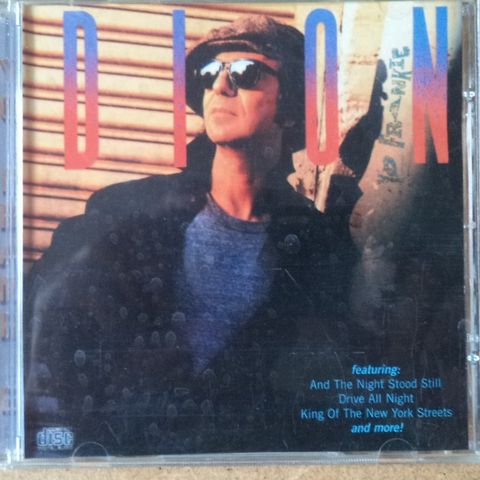 DION
YO FRANKIE
featuring:
And The Night Stood Still
Drive All Night
King Of The New York Streets
and more!
disc